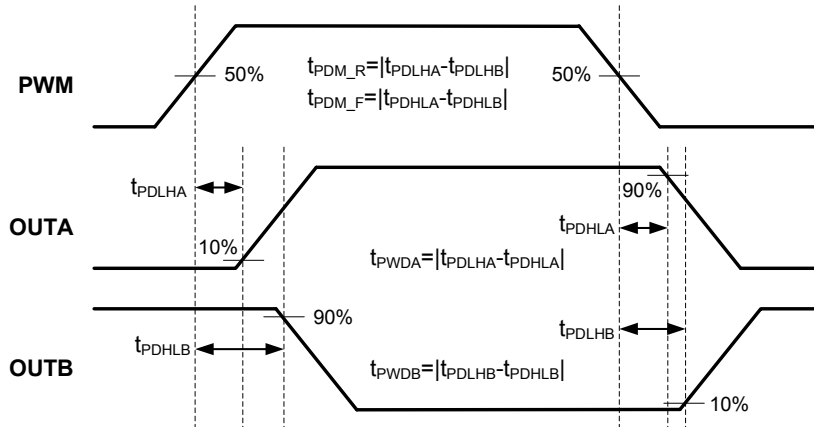 PWM
50%
t_PDM_R=|t_PDLHA-t_PDLHB|
50%
t_PDM_F=|t_PDHLA-t_PDHLB|
t_PDLHA
90%
OUTA
10%
t_PDHLA
t_PWDA=|t_PDLHA-t_PDHLA|
90%
t_PDLHB
t_PDHLB
OUTB
t_PWDB=|t_PDLHB-t_PDHLB|
10%